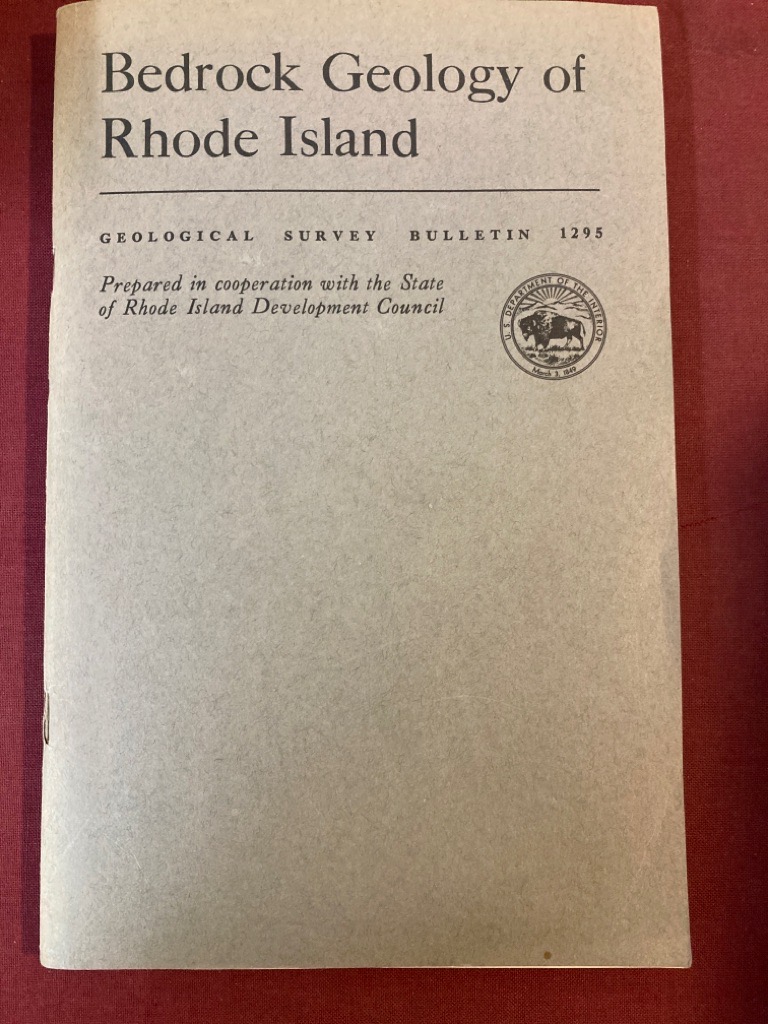 Bedrock Geology of
Rhode Island
GEOLOGICAL SURVEY BULLETIN 1295
Prepared in cooperation with the State
of Rhode Island Development Council
U. S. DEPARTMENT OF THE INTERIOR
March 3, 1849